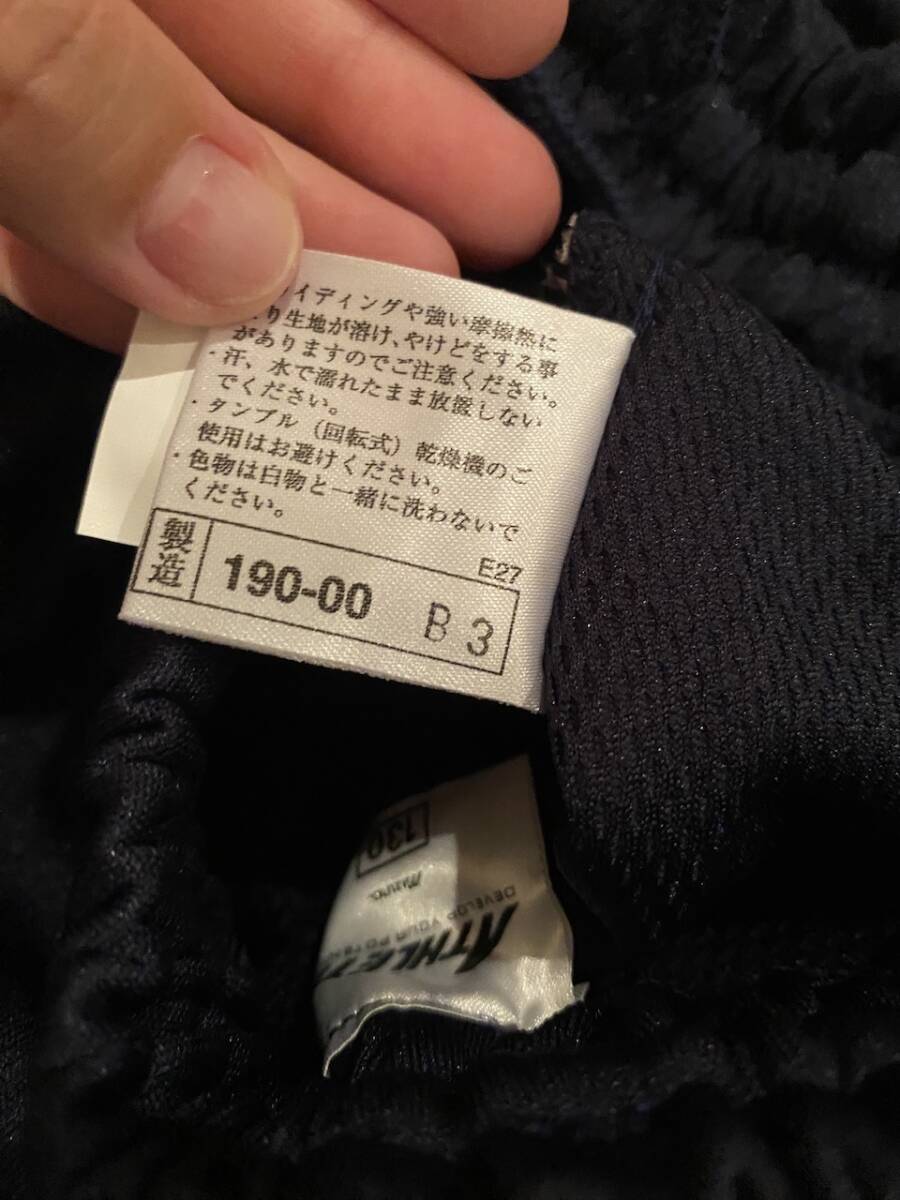 イディングや強い摩擦熱に
り生地が溶け、やけどをする事
がありますのでご注意ください。
・汗、水で濡れたまま放置しない
でください。
・タンブル（回転式）乾燥機のご
使用はお避けください。
・色物は白物と一緒に洗わないで
ください。
E27
製造 190-00 B 3
ATHLE
DEVELOP YOUR
Mizuno
130